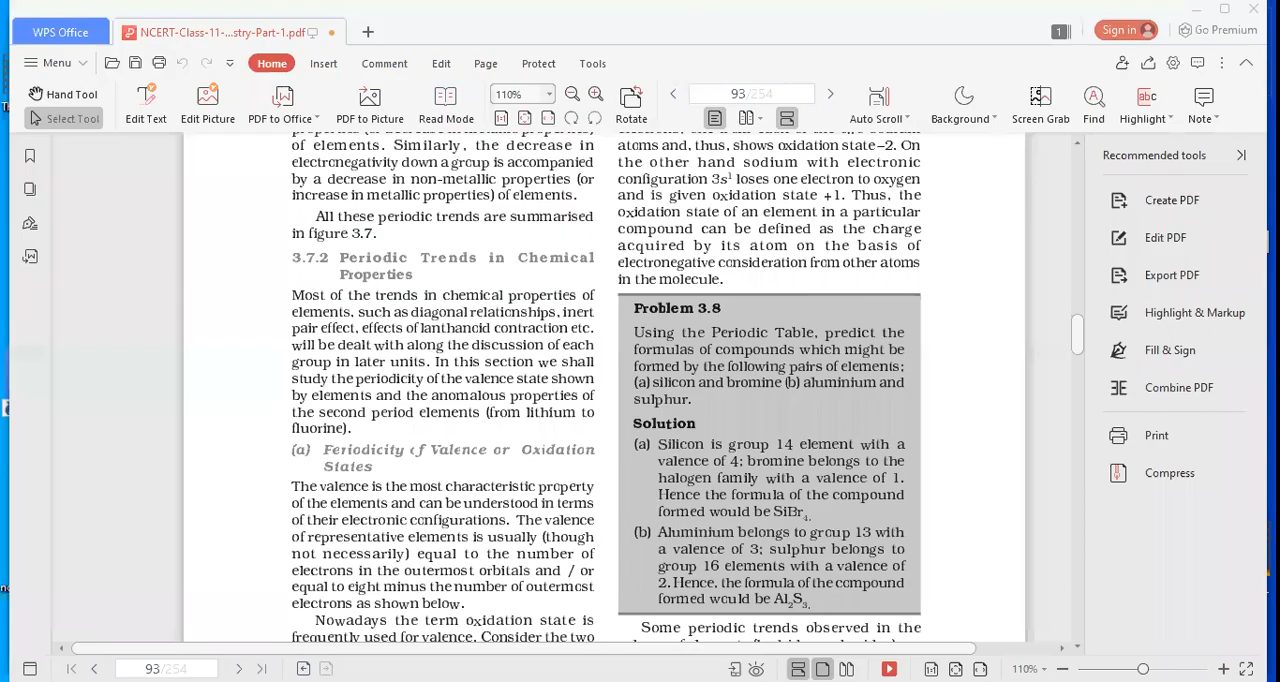 WPS Office
NCERT-Class-11-...stry-Part-1.pdf
1
Sign in
Go Premium
Menu
Home
Insert
Comment
Edit
Page
Protect
Tools
Hand Tool
Select Tool
Edit Text
Edit Picture
PDF to Office
PDF to Picture
Read Mode
110%
Rotate
93/254
Auto Scroll
Background
Screen Grab
Find
Highlight
Note
of elements. Similarly, the decrease in
electronegativity down a group is accompanied
by a decrease in non-metallic properties (or
increase in metallic properties) of elements.
All these periodic trends are summarised
in figure 3.7.
3.7.2 Periodic Trends in Chemical
Properties
Most of the trends in chemical properties of
elements, such as diagonal relationships, inert
pair effect, effects of lanthanoid contraction etc.
will be dealt with along the discussion of each
group in later units. In this section we shall
study the periodicity of the valence state shown
by elements and the anomalous properties of
the second period elements (from lithium to
fluorine).
(a) Periodicity of Valence or Oxidation
States
The valence is the most characteristic property
of the elements and can be understood in terms
of their electronic configurations. The valence
of representative elements is usually (though
not necessarily) equal to the number of
electrons in the outermost orbitals and / or
equal to eight minus the number of outermost
electrons as shown below.
Nowadays the term oxidation state is
frequently used for valence. Consider the two
atoms and, thus, shows oxidation state –2. On
the other hand sodium with electronic
configuration 3s¹ loses one electron to oxygen
and is given oxidation state +1. Thus, the
oxidation state of an element in a particular
compound can be defined as the charge
acquired by its atom on the basis of
electronegative consideration from other atoms
in the molecule.
Problem 3.8
Using the Periodic Table, predict the
formulas of compounds which might be
formed by the following pairs of elements;
(a) silicon and bromine (b) aluminium and
sulphur.
Solution
(a) Silicon is group 14 element with a
valence of 4; bromine belongs to the
halogen family with a valence of 1.
Hence the formula of the compound
formed would be SiBr₄.
(b) Aluminium belongs to group 13 with
a valence of 3; sulphur belongs to
group 16 elements with a valence of
2. Hence, the formula of the compound
formed would be Al₂S₃.
Some periodic trends observed in the
Recommended tools
Create PDF
Edit PDF
Export PDF
Highlight & Markup
Fill & Sign
Combine PDF
Print
Compress
93/254
110%